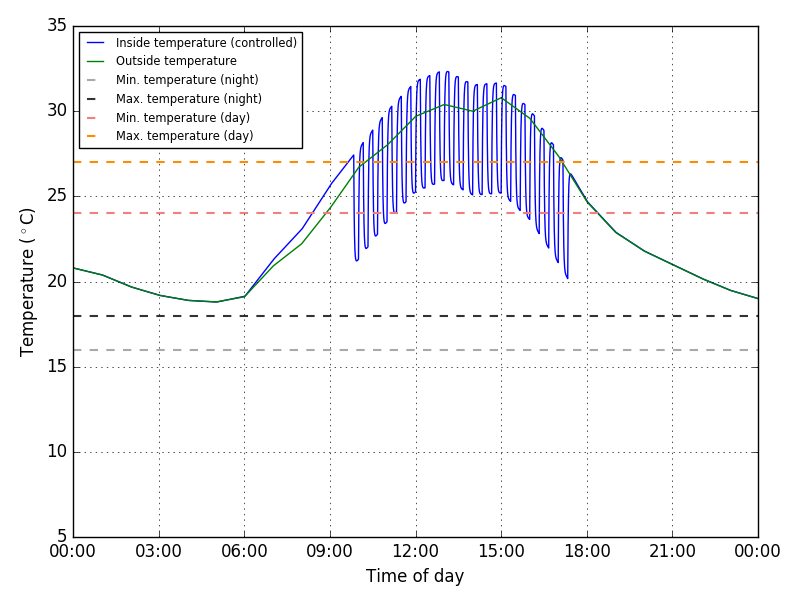 35
30
25
20
15
10
5
Temperature (°C)
Inside temperature (controlled)
Outside temperature
Min. temperature (night)
Max. temperature (night)
Min. temperature (day)
Max. temperature (day)
00:00 03:00 06:00 09:00 12:00 15:00 18:00 21:00 00:00
Time of day